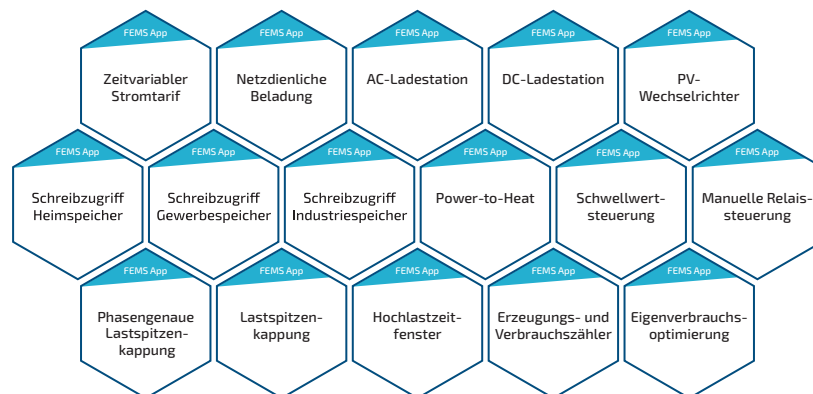 FEMS App
Zeitvariabler
Stromtarif
FEMS App
Netzdienliche
Beladung
FEMS App
AC-Ladestation
FEMS App
DC-Ladestation
FEMS App
PV-
Wechselrichter
FEMS App
Schreibzugriff
Heimspeicher
FEMS App
Schreibzugriff
Gewerbespeicher
FEMS App
Schreibzugriff
Industriespeicher
FEMS App
Power-to-Heat
FEMS App
Schwellwert-
steuerung
FEMS App
Manuelle Relais-
steuerung
FEMS App
Phasengenaue
Lastspitzen-
kappung
FEMS App
Lastspitzen-
kappung
FEMS App
Hochlastzeit-
fenster
FEMS App
Erzeugungs- und
Verbrauchszähler
FEMS App
Eigenverbrauchs-
optimierung